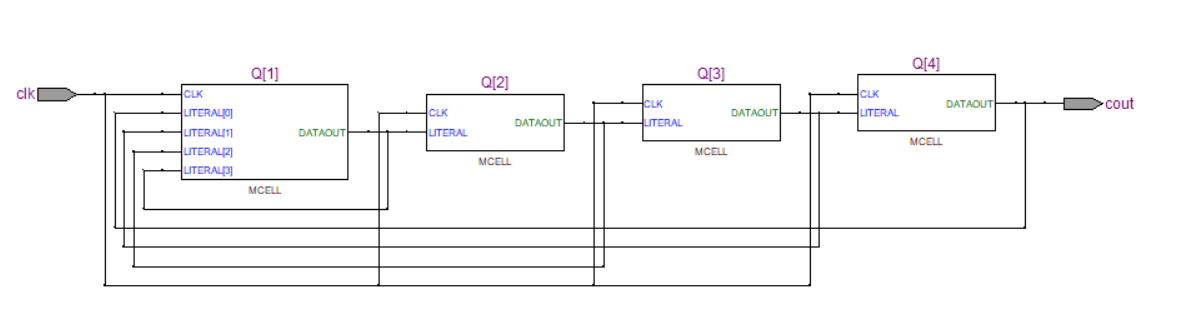 clk
Q[1]
CLK
LITERAL[0]
LITERAL[1]
LITERAL[2]
LITERAL[3]
DATAOUT
MCELL
Q[2]
CLK
LITERAL
DATAOUT
MCELL
Q[3]
CLK
LITERAL
DATAOUT
MCELL
Q[4]
CLK
LITERAL
DATAOUT
MCELL
cout